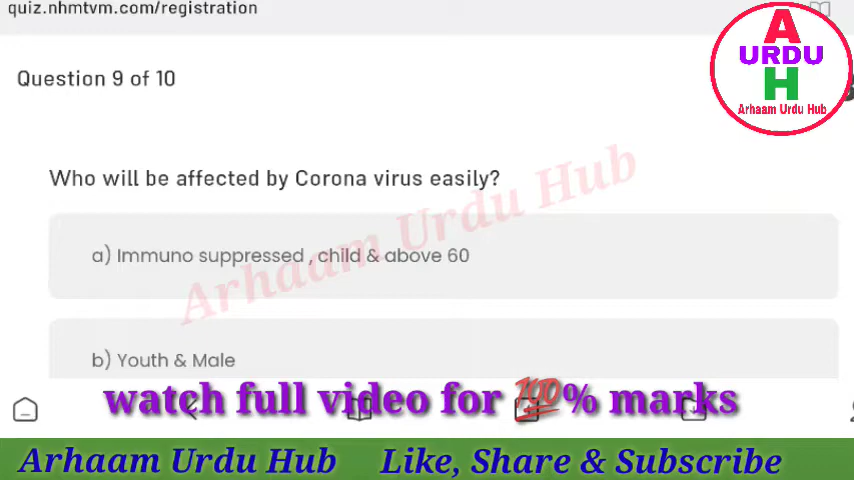 quiz.nhmtvm.com/registration
A
URDU
H
Arhaam Urdu Hub
Question 9 of 10
Who will be affected by Corona virus easily?
Arhaam Urdu Hub
a) Immuno suppressed , child & above 60
b) Youth & Male
watch full video for 💯% marks
Arhaam Urdu Hub Like, Share & Subscribe